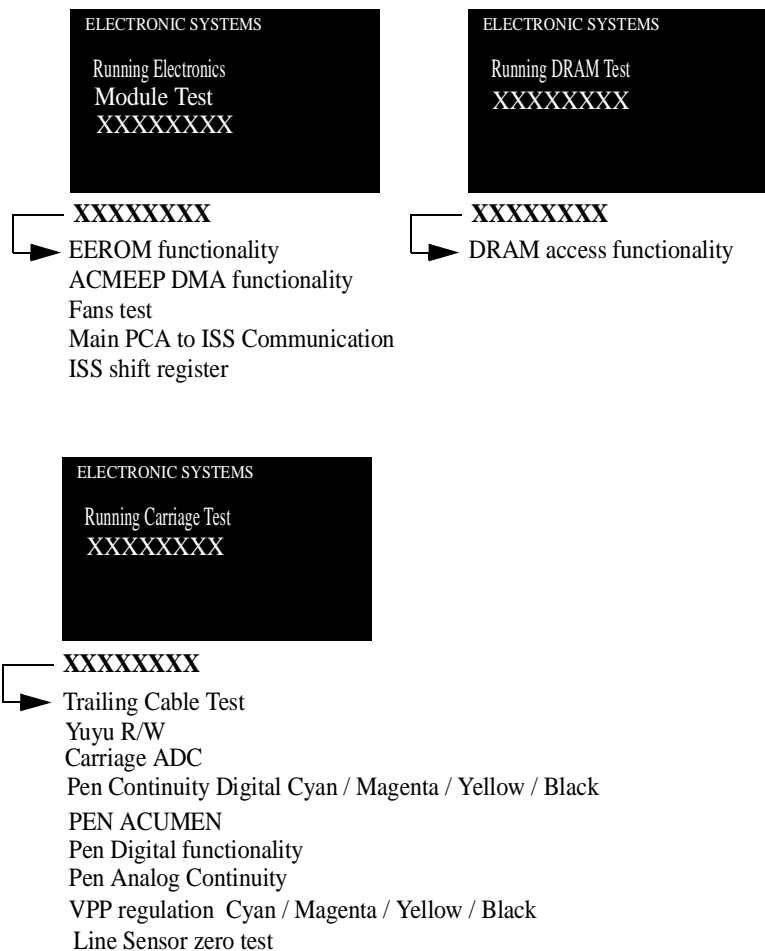 ELECTRONIC SYSTEMS
Running Electronics
Module Test
XXXXXXXX
XXXXXXXX
EEROM functionality
ACMEEP DMA functionality
Fans test
Main PCA to ISS Communication
ISS shift register
ELECTRONIC SYSTEMS
Running DRAM Test
XXXXXXXX
XXXXXXXX
DRAM access functionality
ELECTRONIC SYSTEMS
Running Carriage Test
XXXXXXXX
XXXXXXXX
Trailing Cable Test
Yuyu R/W
Carriage ADC
Pen Continuity Digital Cyan / Magenta / Yellow / Black
PEN ACUMEN
Pen Digital functionality
Pen Analog Continuity
VPP regulation Cyan / Magenta / Yellow / Black
Line Sensor zero test